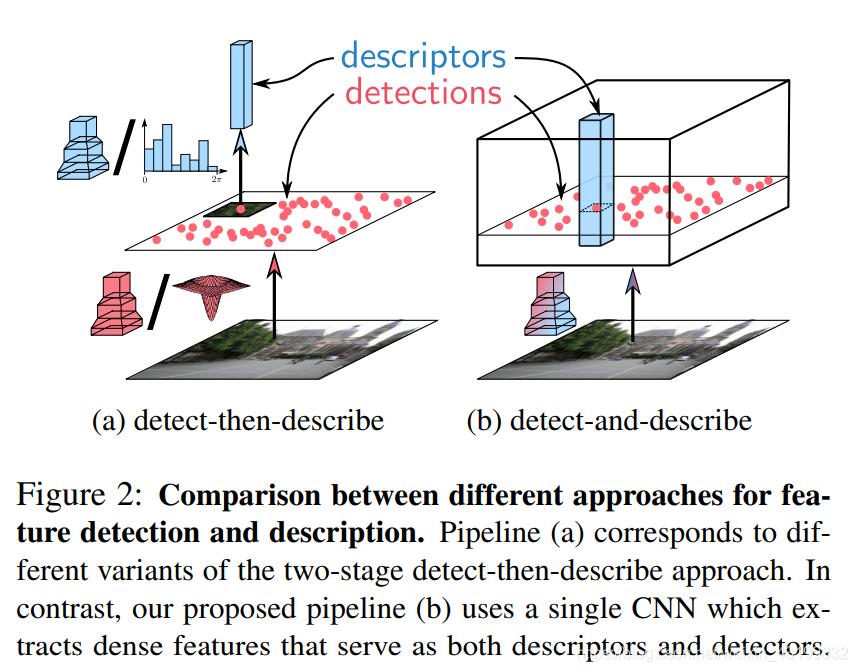 descriptors
detections
0
2π
(a) detect-then-describe
(b) detect-and-describe
Figure 2: Comparison between different approaches for fea-
ture detection and description. Pipeline (a) corresponds to dif-
ferent variants of the two-stage detect-then-describe approach. In
contrast, our proposed pipeline (b) uses a single CNN which ex-
tracts dense features that serve as both descriptors and detectors.